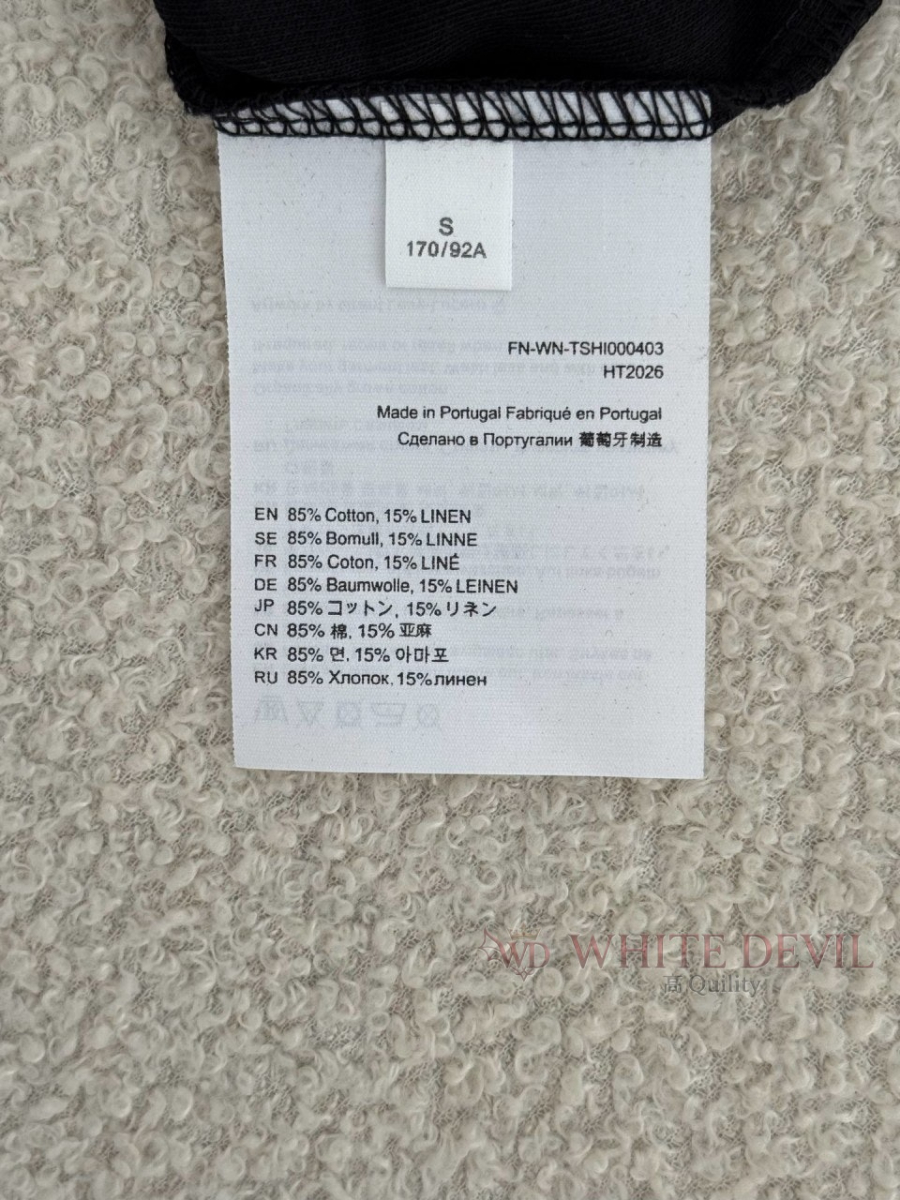 S
170/92A
FN-WN-TSHI000403
HT2026
Made in Portugal Fabriqué en Portugal
Сделано в Португалии 葡萄牙制造
EN 85% Cotton, 15% LINEN
SE 85% Bomull, 15% LINNE
FR 85% Coton, 15% LINÉ
DE 85% Baumwolle, 15% LEINEN
JP 85% コットン, 15% リネン
CN 85% 棉, 15% 亚麻
KR 85% 면, 15% 아마포
RU 85% Хлопок, 15%линен
WD WHITE DEVIL
高 Quility